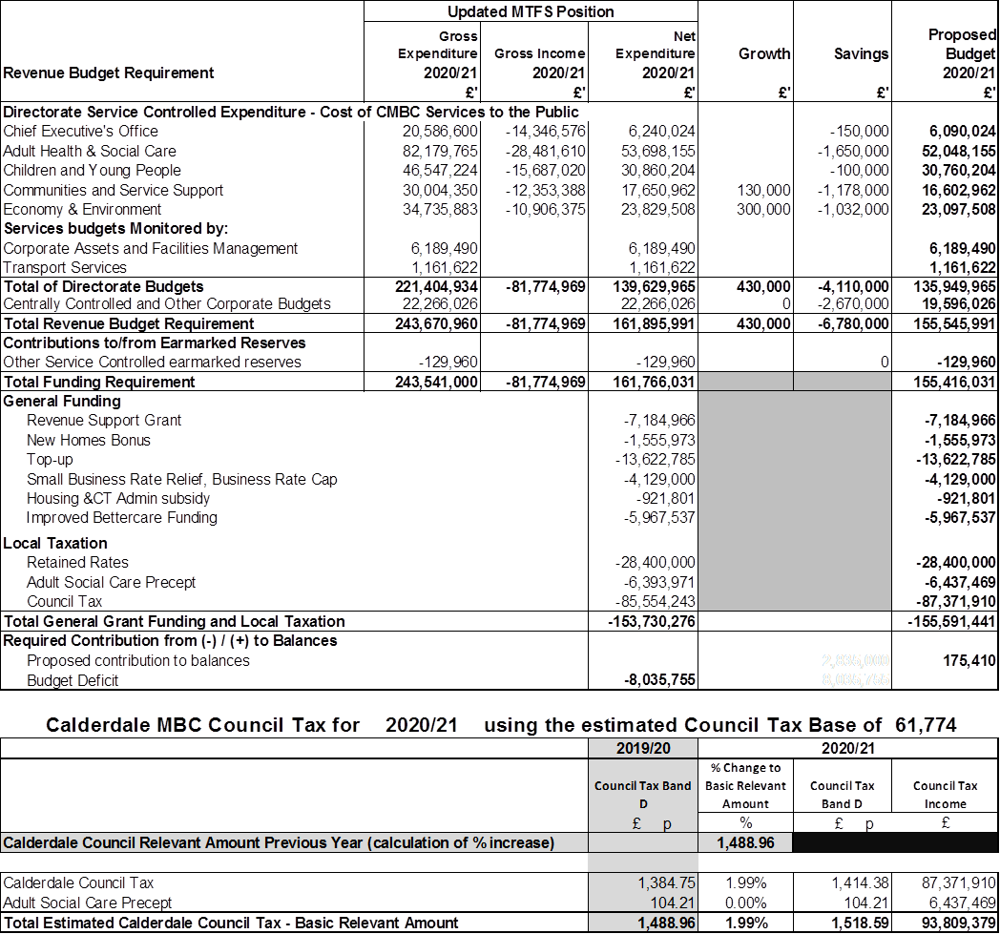 Updated MTFS Position
Revenue Budget Requirement Gross Expenditure 2020/21 £' Gross Income 2020/21 £' Net Expenditure 2020/21 £' Growth £' Savings £' Proposed Budget 2020/21 £'
Directorate Service Controlled Expenditure - Cost of CMBC Services to the Public
Chief Executive's Office 20,586,600 -14,346,576 6,240,024 -150,000 6,090,024
Adult Health & Social Care 82,179,765 -28,481,610 53,698,155 -1,650,000 52,048,155
Children and Young People 46,547,224 -15,687,020 30,860,204 -100,000 30,760,204
Communities and Service Support 30,004,350 -12,353,388 17,650,962 130,000 -1,178,000 16,602,962
Economy & Environment 34,735,883 -10,906,375 23,829,508 300,000 -1,032,000 23,097,508
Services budgets Monitored by:
Corporate Assets and Facilities Management 6,189,490 6,189,490 6,189,490
Transport Services 1,161,622 1,161,622 1,161,622
Total of Directorate Budgets 221,404,934 -81,774,969 139,629,965 430,000 -4,110,000 135,949,965
Centrally Controlled and Other Corporate Budgets 22,266,026 22,266,026 0 -2,670,000 19,596,026
Total Revenue Budget Requirement 243,670,960 -81,774,969 161,895,991 430,000 -6,780,000 155,545,991
Contributions to/from Earmarked Reserves
Other Service Controlled earmarked reserves -129,960 -129,960 0 -129,960
Total Funding Requirement 243,541,000 -81,774,969 161,766,031 155,416,031
General Funding
Revenue Support Grant -7,184,966 -7,184,966
New Homes Bonus -1,555,973 -1,555,973
Top-up -13,622,785 -13,622,785
Small Business Rate Relief, Business Rate Cap -4,129,000 -4,129,000
Housing &CT Admin subsidy -921,801 -921,801
Improved Bettercare Funding -5,967,537 -5,967,537
Local Taxation
Retained Rates -28,400,000 -28,400,000
Adult Social Care Precept -6,393,971 -6,437,469
Council Tax -85,554,243 -87,371,910
Total General Grant Funding and Local Taxation -153,730,276 -155,591,441
Required Contribution from (-) / (+) to Balances
Proposed contribution to balances 175,410
Budget Deficit -8,035,755
Calderdale MBC Council Tax for 2020/21 using the estimated Council Tax Base of 61,774
2019/20 2020/21
Council Tax Band D £ p % Change to Basic Relevant Amount % Council Tax Band D £ p Council Tax Income £
Calderdale Council Relevant Amount Previous Year (calculation of % increase) 1,488.96
Calderdale Council Tax 1,384.75 1.99% 1,414.38 87,371,910
Adult Social Care Precept 104.21 0.00% 104.21 6,437,469
Total Estimated Calderdale Council Tax - Basic Relevant Amount 1,488.96 1.99% 1,518.59 93,809,379